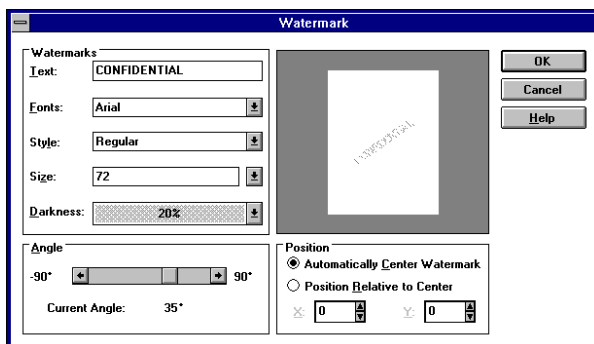 Watermark
Watermarks
Text: CONFIDENTIAL
Fonts: Arial
Style: Regular
Size: 72
Darkness: 20%
CONFIDENTIAL
OK
Cancel
Help
Angle
-90° 90°
Current Angle: 35°
Position
Automatically Center Watermark
Position Relative to Center
X: 0 Y: 0